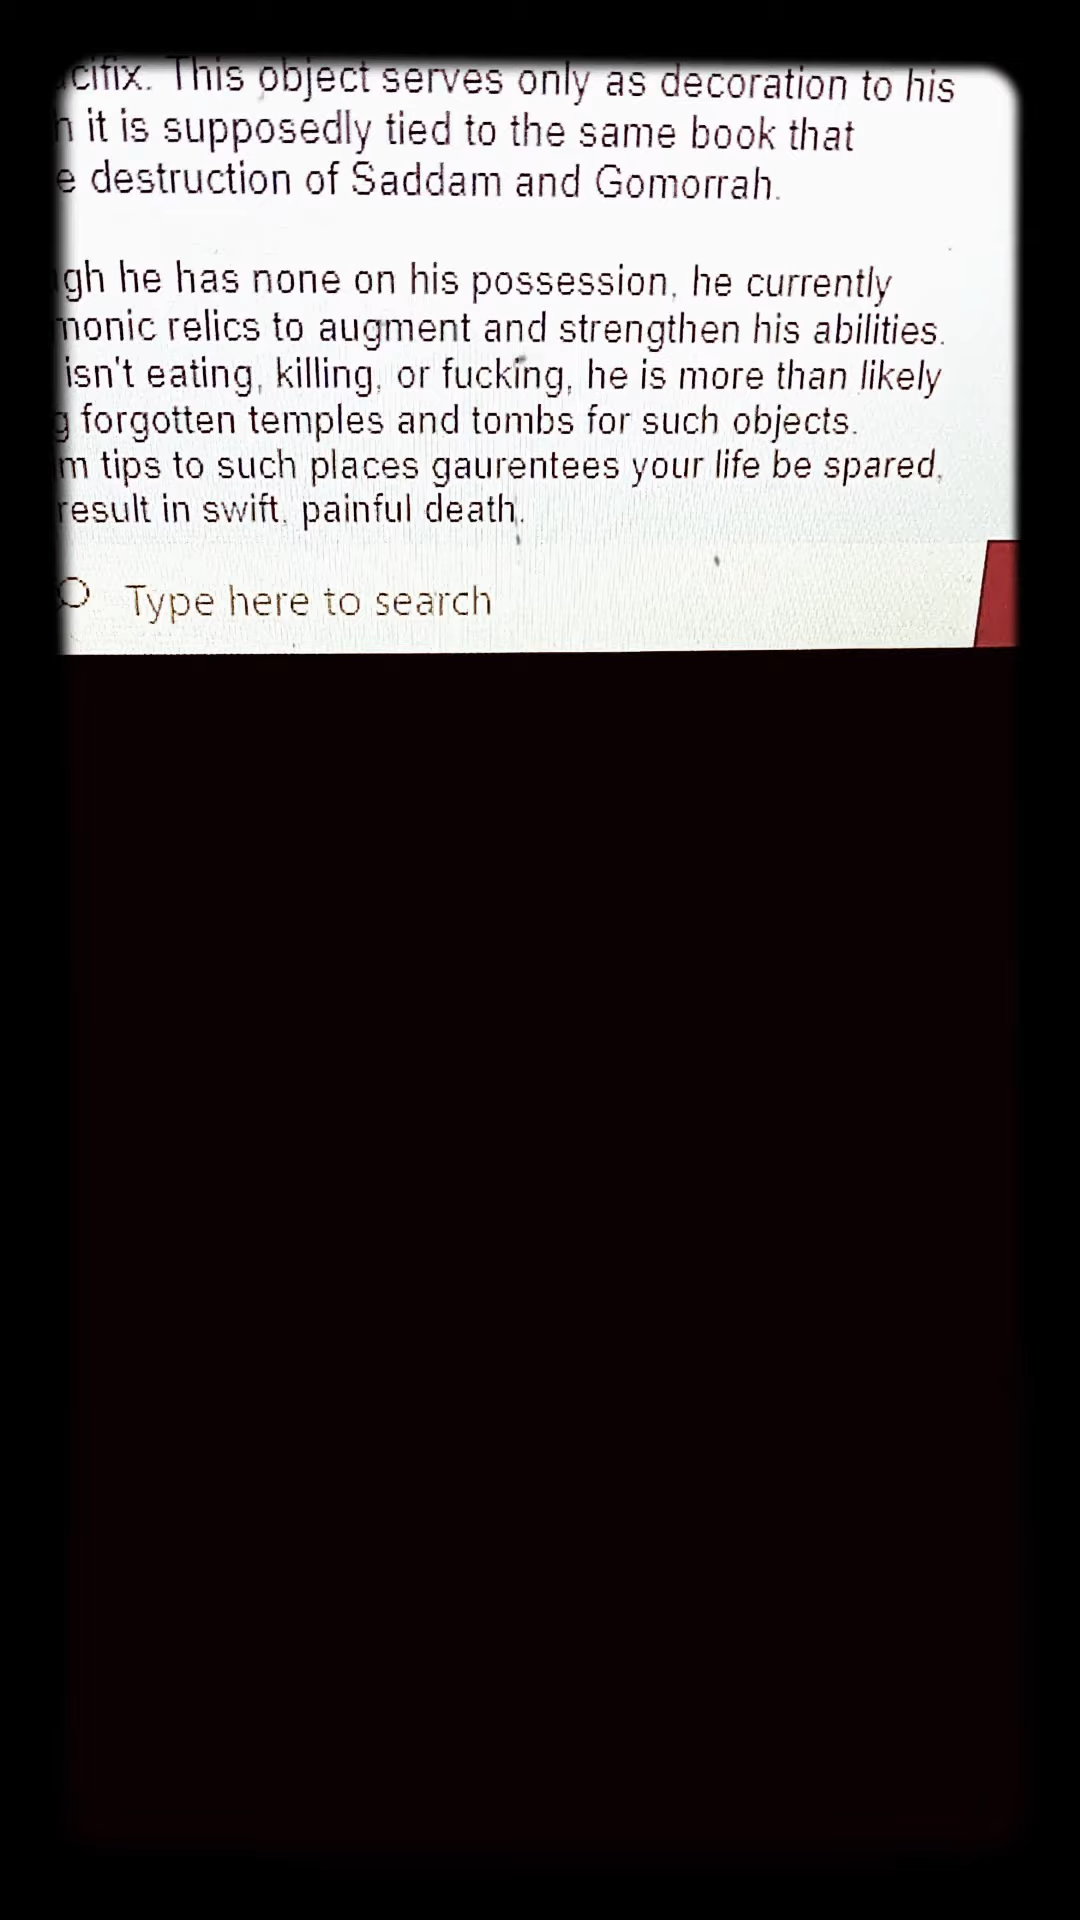 cifix. This object serves only as decoration to his
it is supposedly tied to the same book that
destruction of Saddam and Gomorrah.
gh he has none on his possession, he currently
monic relics to augment and strengthen his abilities.
isn't eating, killing, or fucking, he is more than likely
g forgotten temples and tombs for such objects.
m tips to such places gaurentees your life be spared,
result in swift, painful death.
Type here to search